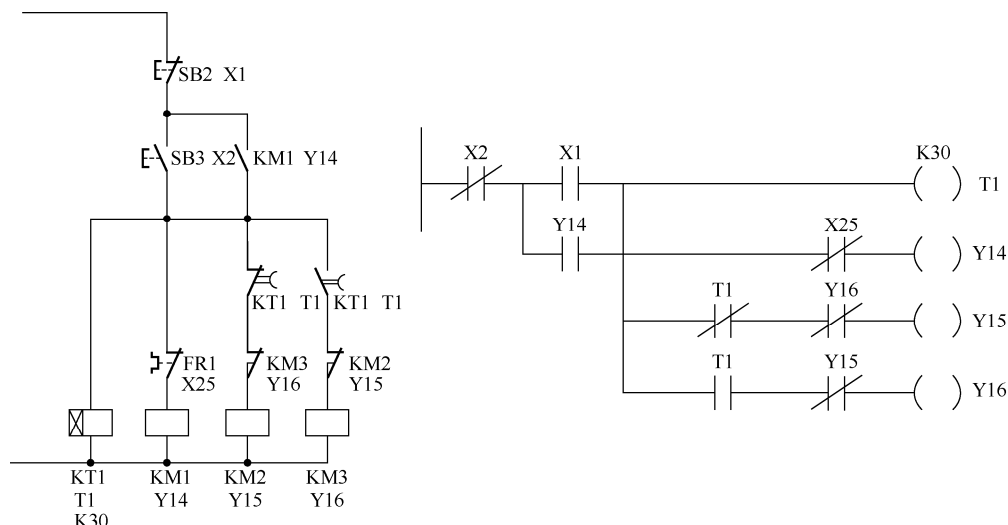 SB2 X1
SB3 X2 KM1 Y14
KT1 T1 KT1 T1
FR1 KM3 KM2
X25 Y16 Y15
KT1 KM1 KM2 KM3
T1 Y14 Y15 Y16
K30
X2 X1 K30
T1
Y14 X25
Y14
T1 Y16
Y15
T1 Y15
Y16